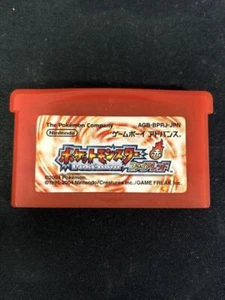 The Pokémon Company AGB-BPRJ-JPN
Nintendo ゲームボーイ アドバンス
ポケットモンスター 赤
ファイアレッド
©2004 Pokémon.
©1995-2004 Nintendo/Creatures inc./GAME FREAK inc.